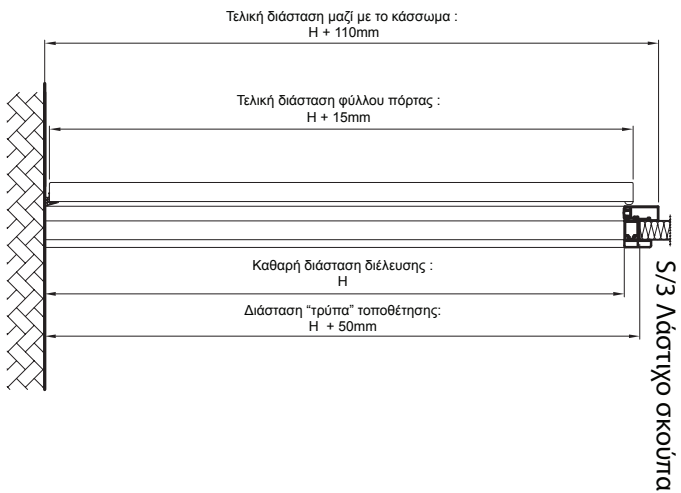 Τελική διάσταση μαζί με το κάσσωμα :
H + 110mm
Τελική διάσταση φύλλου πόρτας :
H + 15mm
Καθαρή διάσταση διέλευσης :
H
Διάσταση “τρύπα” τοποθέτησης:
H + 50mm
S/3 Λάστιχο σκούπα